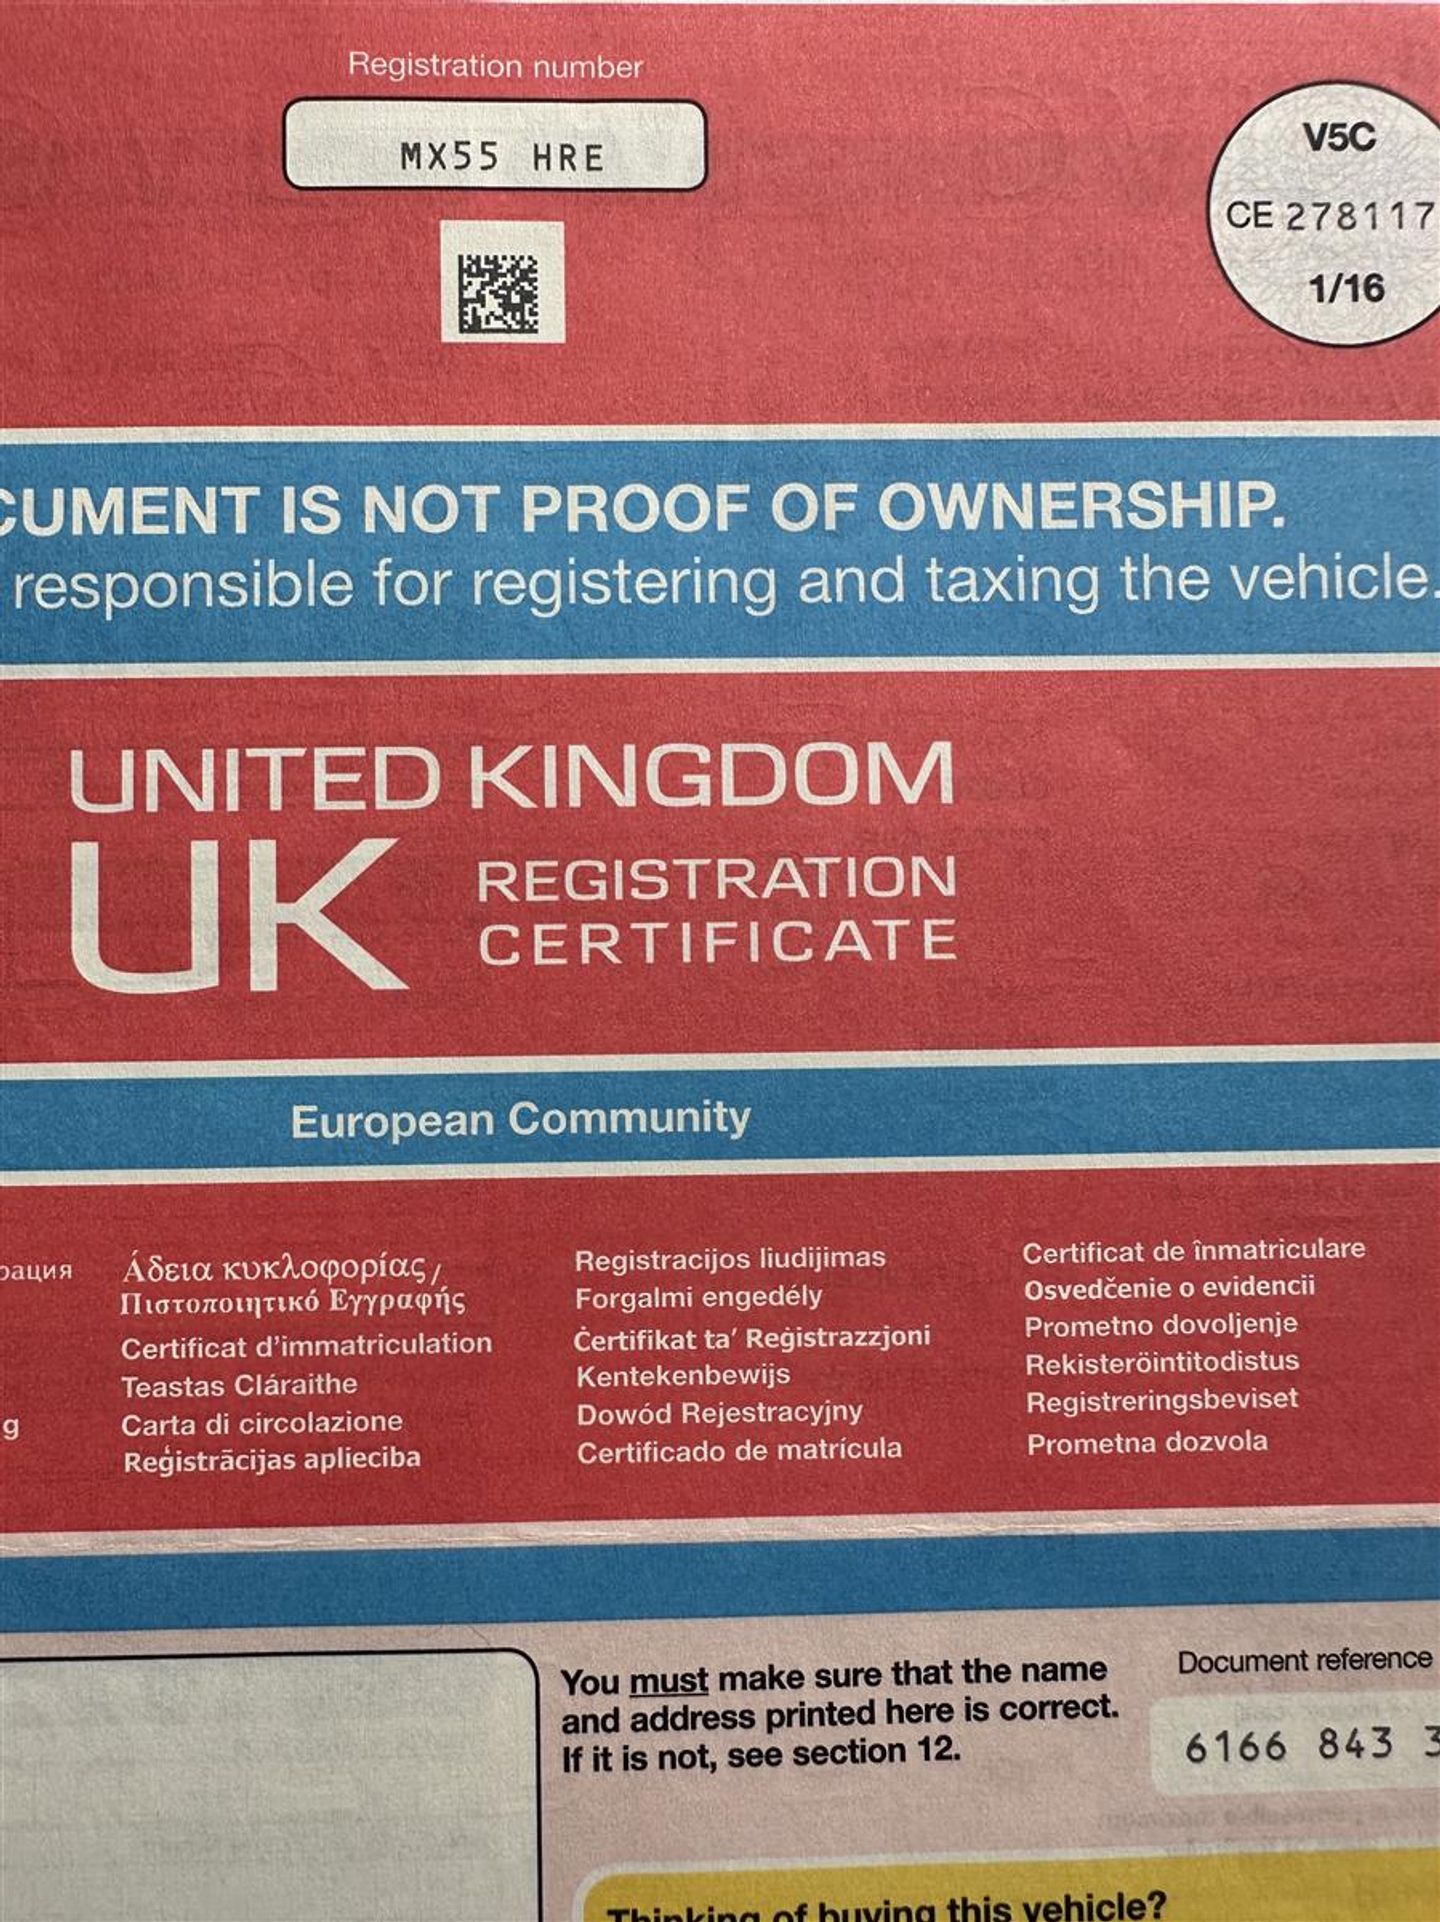 Registration number
MX55 HRE
V5C
CE 278117
1/16
CUMENT IS NOT PROOF OF OWNERSHIP.
responsible for registering and taxing the vehicle.
UNITED KINGDOM
UK REGISTRATION
CERTIFICATE
European Community
рация
Άδεια κυκλοφορίας /
Πιστοποιητικό Εγγραφής
Certificat d'immatriculation
Teastas Cláraithe
g Carta di circolazione
Reģistrācijas aplieciba
Registracijos liudijimas
Forgalmi engedély
Ċertifikat ta' Reġistrazzjoni
Kentekenbewijs
Dowód Rejestracyjny
Certificado de matrícula
Certificat de înmatriculare
Osvedčenie o evidencii
Prometno dovoljenje
Rekisteröintitodistus
Registreringsbeviset
Prometna dozvola
You must make sure that the name
and address printed here is correct.
If it is not, see section 12.
Document reference
6166 843 3
Thinking of buying this vehicle?